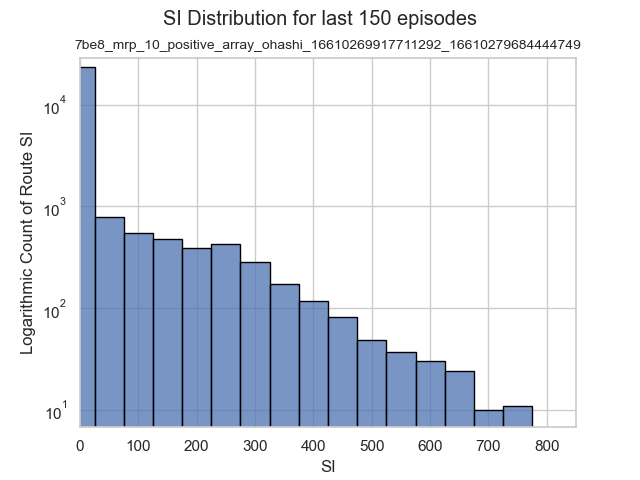 SI Distribution for last 150 episodes
7be8_mrp_10_positive_array_ohashi_16610269917711292_16610279684444749
Logarithmic Count of Route SI
10^4
10^3
10^2
10^1
0 100 200 300 400 500 600 700 800
SI